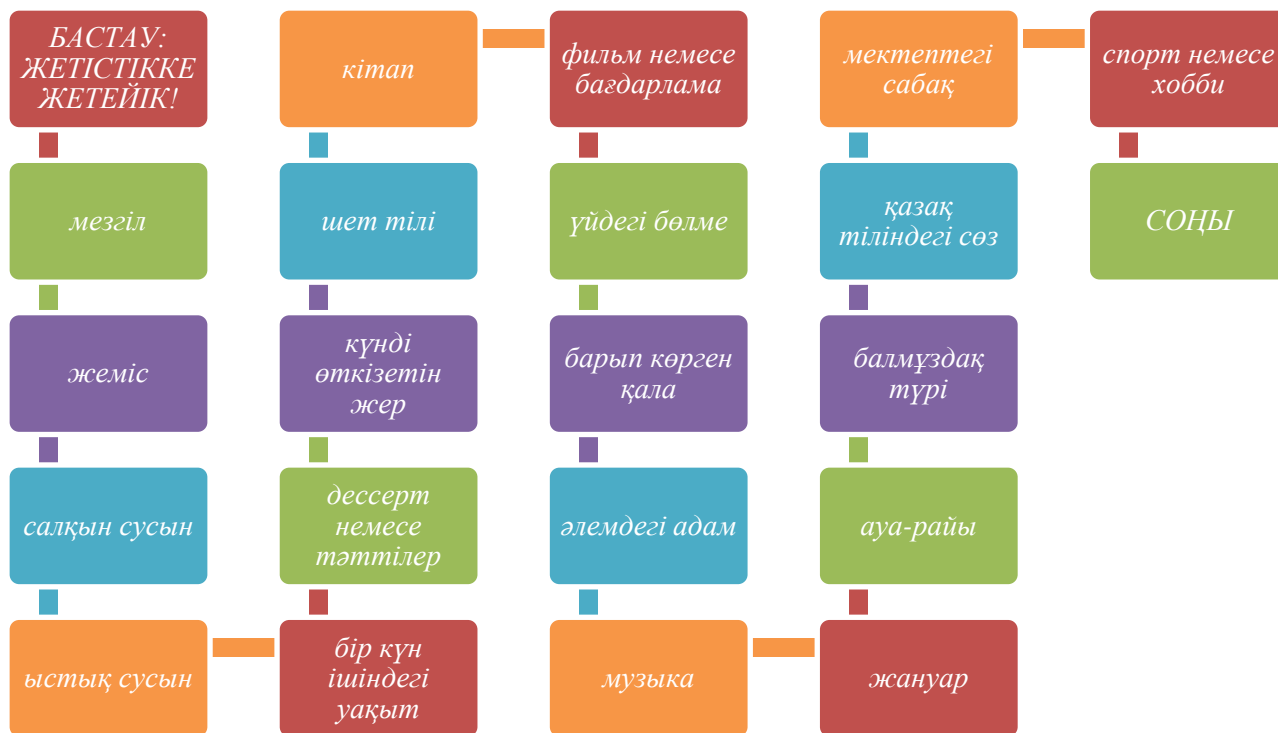 БАСТАУ:
ЖЕТІСТІККЕ
ЖЕТЕЙІК!
мезгіл
жеміс
салқын сусын
ыстық сусын
бір күн
ішіндегі
уақыт
дессерт
немесе
тәттілер
күнді
өткізетін
жер
шет тілі
кітап
фильм немесе
бағдарлама
үйдегі бөлме
барып көрген
қала
әлемдегі адам
музыка
жануар
ауа-райы
балмұздақ
түрі
қазақ
тіліндегі сөз
мектептегі
сабақ
спорт немесе
хобби
СОҢЫ